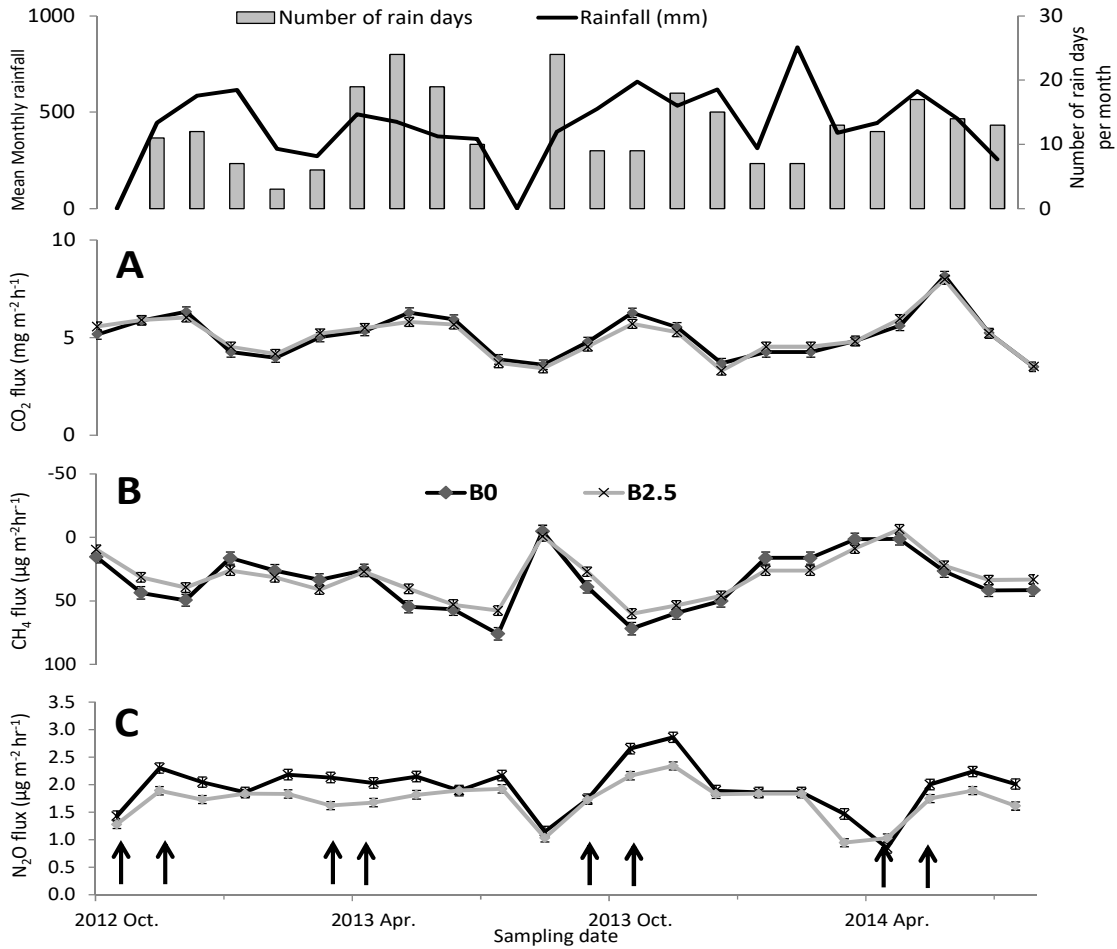 Number of rain days
Rainfall (mm)
Mean Monthly rainfall
1000
500
0
30
20
10
0
Number of rain days
per month
A
CO₂ flux (mg m⁻² h⁻¹)
10
5
0
B
B0
B2.5
CH₄ flux (µg m⁻²hr⁻¹)
-50
0
50
100
C
N₂O flux (µg m⁻² hr⁻¹)
3.5
3.0
2.5
2.0
1.5
1.0
0.5
0.0
2012 Oct.
2013 Apr.
2013 Oct.
2014 Apr.
Sampling date